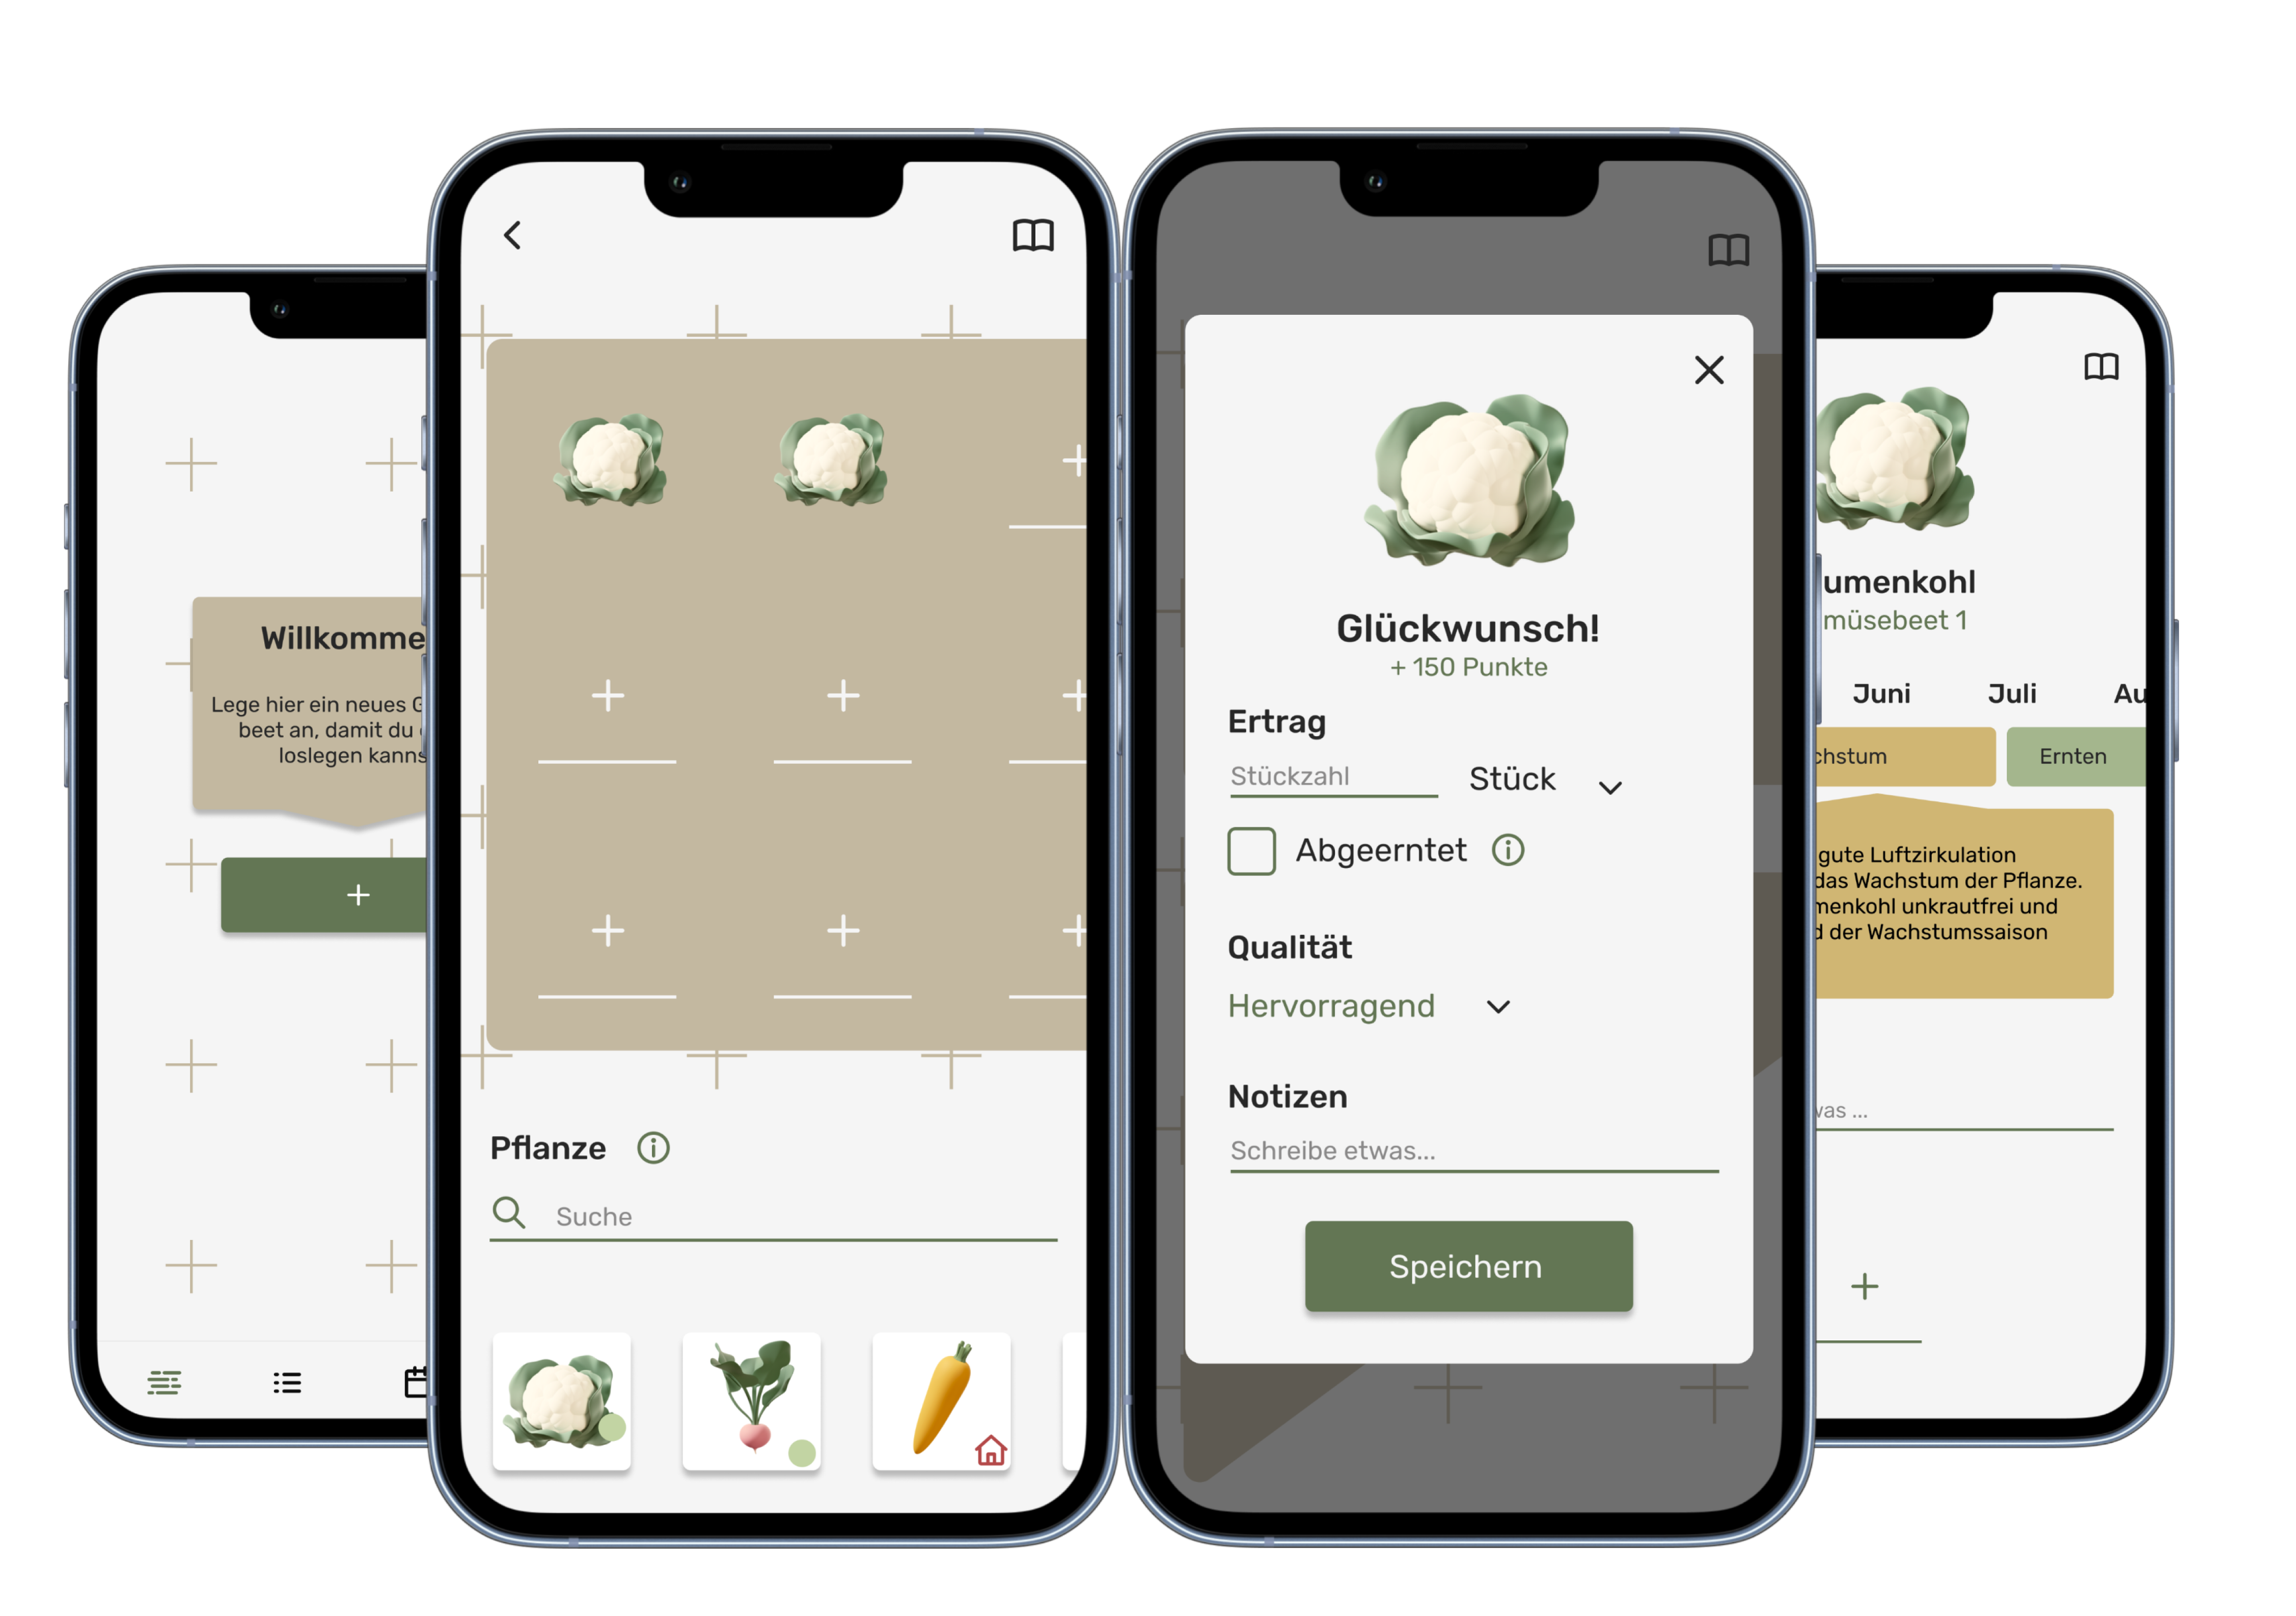 Willkomme
Lege hier ein neues G
beet an, damit du
loslegen kanns
Pflanze
Suche
Glückwunsch!
+ 150 Punkte
Ertrag
Stückzahl
Stück
Abgeerntet
Qualität
Hervorragend
Notizen
Schreibe etwas...
Speichern
umenkohl
müsebeet 1
Juni
Juli
Au
chstum
Ernten
gute Luftzirkulation
das Wachstum der Pflanze.
menkohl unkrautfrei und
d der Wachstumssaison
was ...